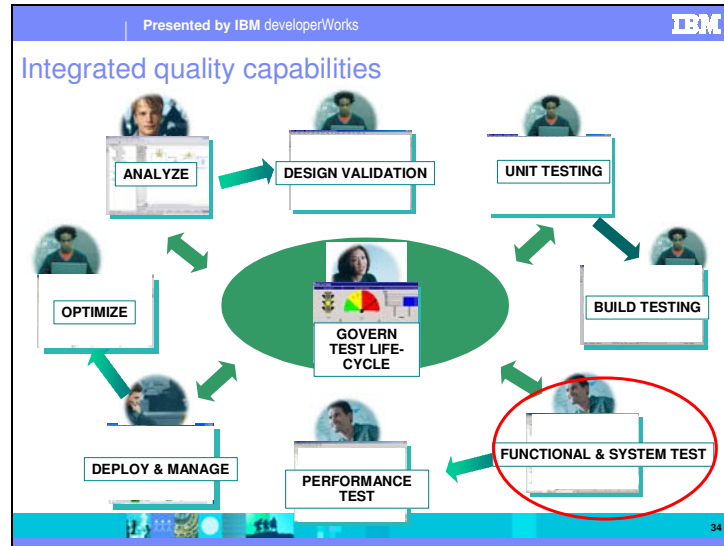 Presented by IBM developerWorks
IBM
Integrated quality capabilities
ANALYZE
DESIGN VALIDATION
UNIT TESTING
OPTIMIZE
GOVERN
TEST LIFE-
CYCLE
BUILD TESTING
DEPLOY & MANAGE
PERFORMANCE
TEST
FUNCTIONAL & SYSTEM TEST
34